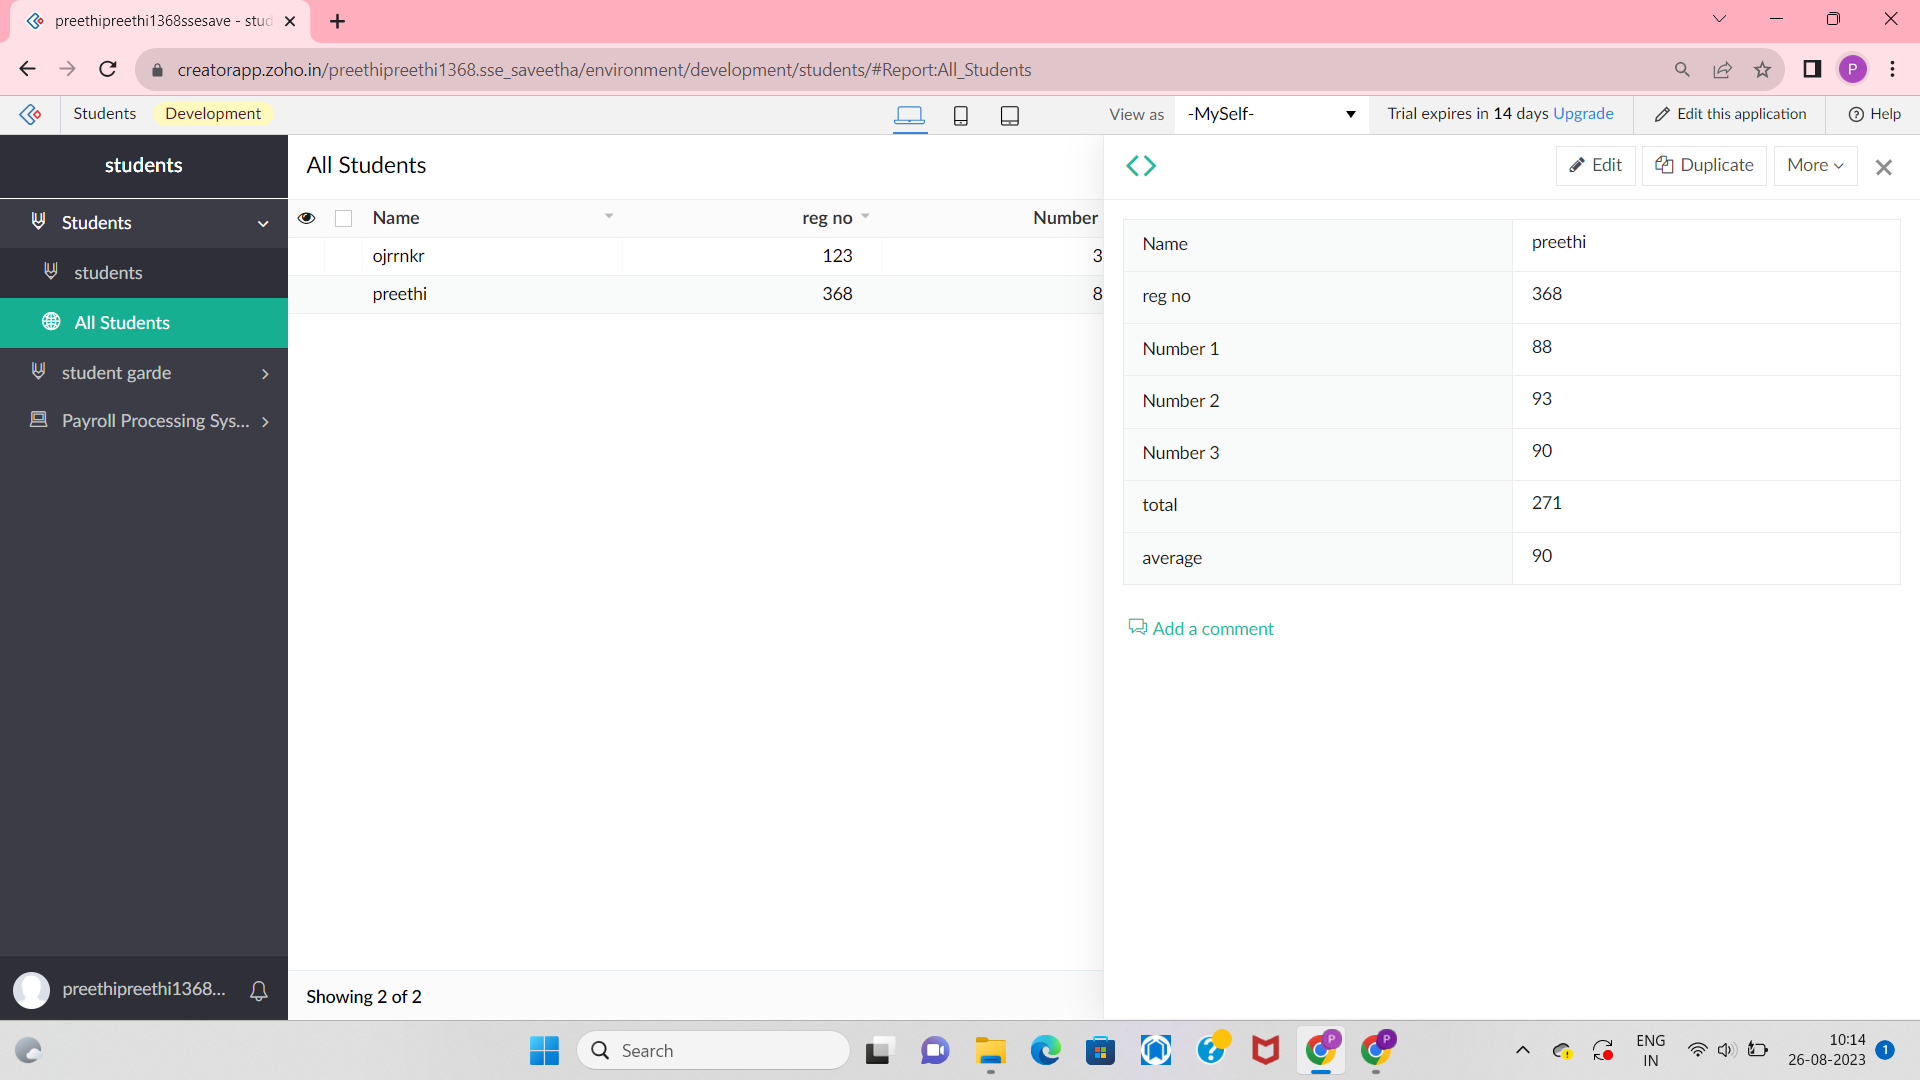 preethipreethi1368ssesave - stud
creatorapp.zoho.in/preethipreethi1368.sse_saveetha/environment/development/students/#Report:All_Students
P
Students
Development
View as
-MySelf-
Trial expires in 14 days Upgrade
Edit this application
Help
students
Students
students
All Students
student garde
Payroll Processing Sys...
preethipreethi1368...
All Students
Name reg no Number
ojrrnkr 123 3
preethi 368 8
Showing 2 of 2
Edit
Duplicate
More
Name preethi
reg no 368
Number 1 88
Number 2 93
Number 3 90
total 271
average 90
Add a comment
Search
P
P
ENG
IN
10:14
26-08-2023
1